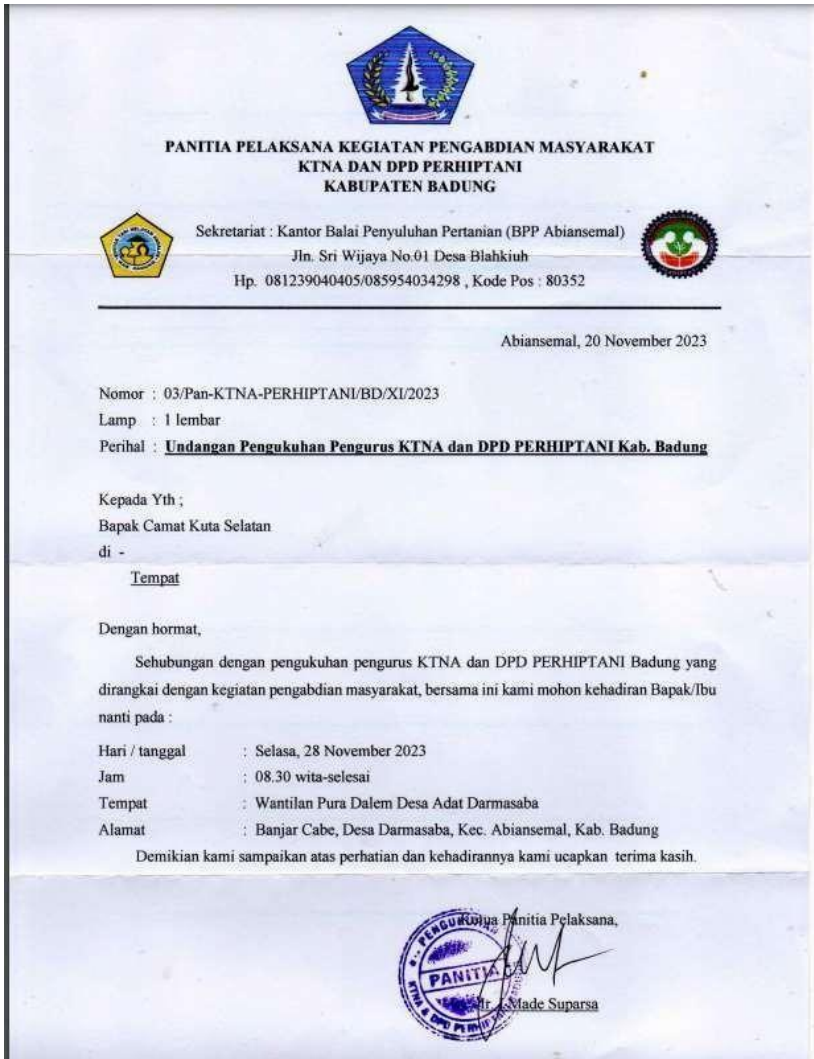 PANITIA PELAKSANA KEGIATAN PENGABDIAN MASYARAKAT
KTNA DAN DPD PERHIPTANI
KABUPATEN BADUNG
Sekretariat : Kantor Balai Penyuluhan Pertanian (BPP Abiansemal)
Jln. Sri Wijaya No.01 Desa Blahkiuh
Hp. 081239040405/085954034298 , Kode Pos : 80352
Abiansemal, 20 November 2023
Nomor : 03/Pan-KTNA-PERHIPTANI/BD/XI/2023
Lamp : 1 lembar
Perihal : Undangan Pengukuhan Pengurus KTNA dan DPD PERHIPTANI Kab. Badung
Kepada Yth ;
Bapak Camat Kuta Selatan
di -
Tempat
Dengan hormat,
Sehubungan dengan pengukuhan pengurus KTNA dan DPD PERHIPTANI Badung yang
dirangkai dengan kegiatan pengabdian masyarakat, bersama ini kami mohon kehadiran Bapak/Ibu
nanti pada :
Hari / tanggal : Selasa, 28 November 2023
Jam : 08.30 wita-selesai
Tempat : Wantilan Pura Dalem Desa Adat Darmasaba
Alamat : Banjar Cabe, Desa Darmasaba, Kec. Abiansemal, Kab. Badung
Demikian kami sampaikan atas perhatian dan kehadirannya kami ucapkan terima kasih.
Ketua Panitia Pelaksana,
PANITIA
Made Suparsa